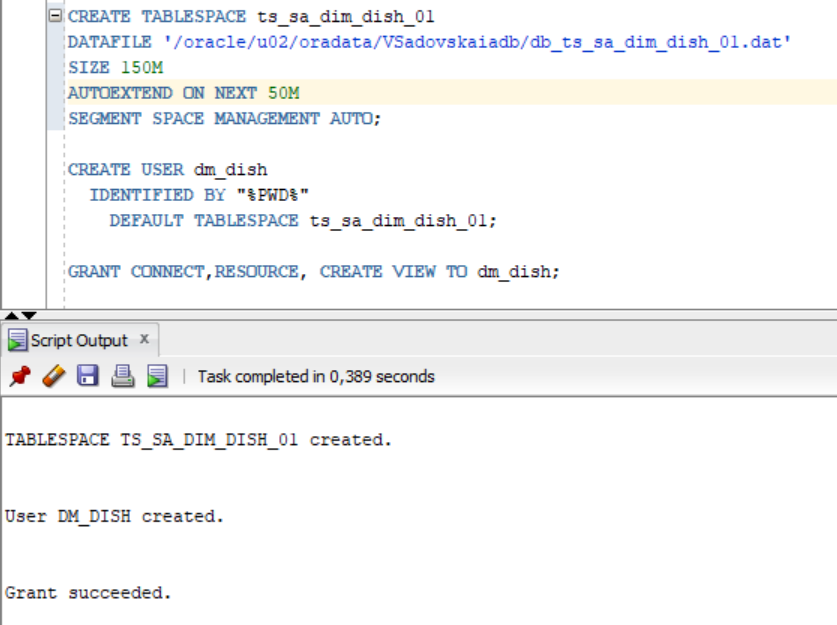 CREATE TABLESPACE ts_sa_dim_dish_01
DATAFILE '/oracle/u02/oradata/VSadovskaiadb/db_ts_sa_dim_dish_01.dat'
SIZE 150M
AUTOEXTEND ON NEXT 50M
SEGMENT SPACE MANAGEMENT AUTO;
CREATE USER dm_dish
IDENTIFIED BY "%PWD%"
DEFAULT TABLESPACE ts_sa_dim_dish_01;
GRANT CONNECT,RESOURCE, CREATE VIEW TO dm_dish;
Script Output x
Task completed in 0,389 seconds
TABLESPACE TS_SA_DIM_DISH_01 created.
User DM_DISH created.
Grant succeeded.